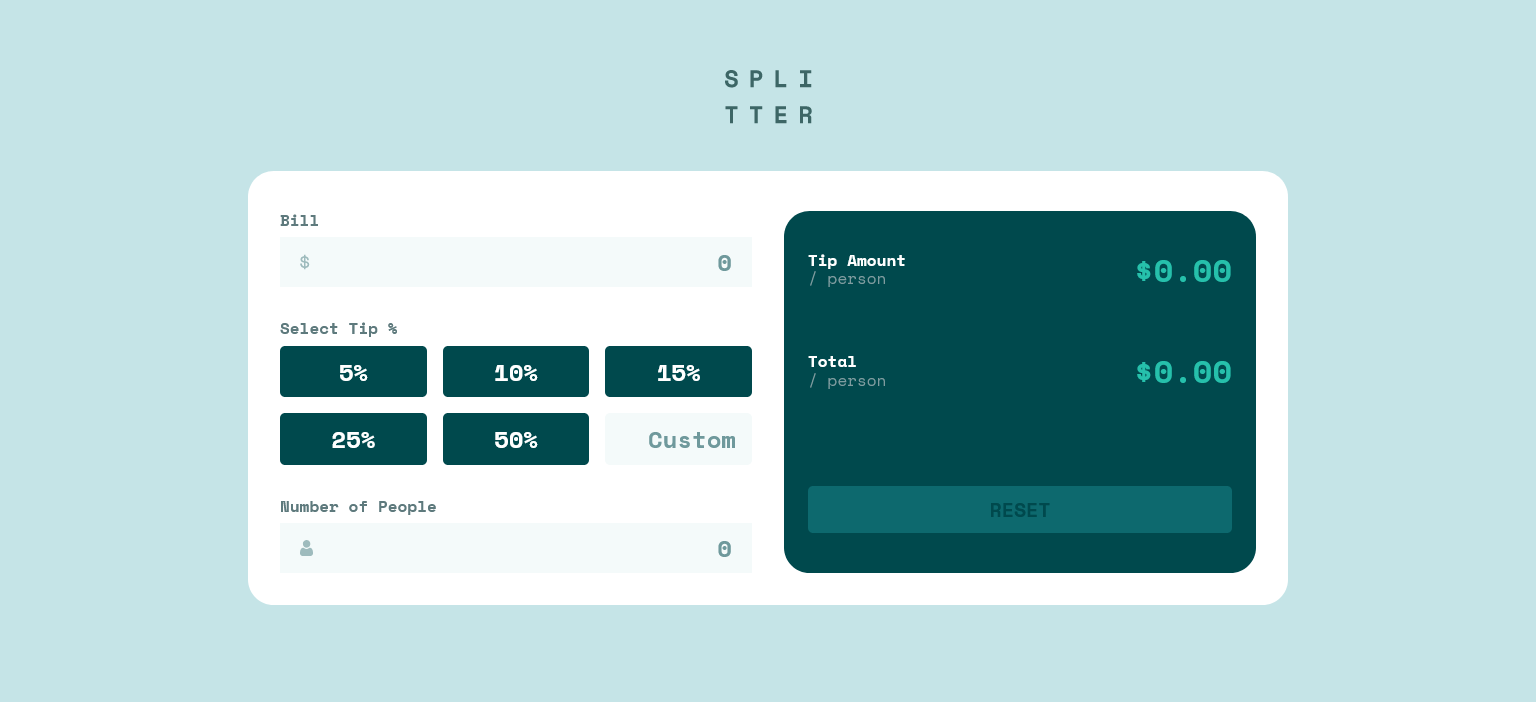 SPLI
TTER
Bill
$
0
Select Tip %
5%
10%
15%
25%
50%
Custom
Number of People
0
Tip Amount
/ person
$0.00
Total
/ person
$0.00
RESET